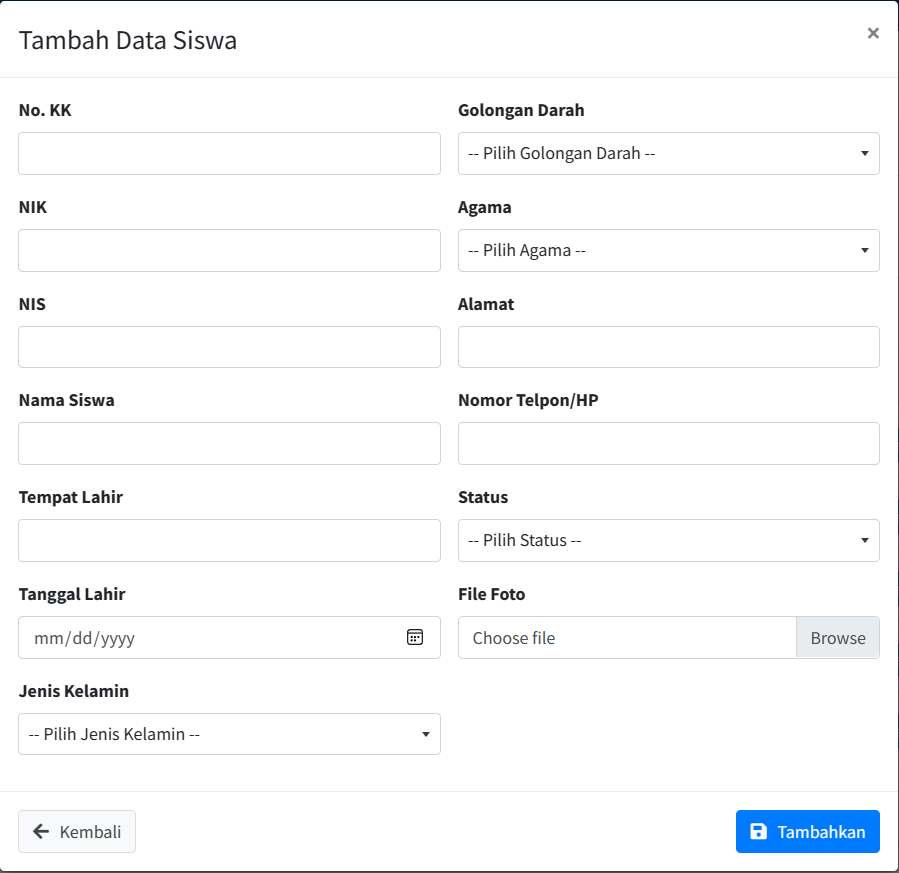 Tambah Data Siswa
×
No. KK
Golongan Darah
-- Pilih Golongan Darah --
NIK
Agama
-- Pilih Agama --
NIS
Alamat
Nama Siswa
Nomor Telpon/HP
Tempat Lahir
Status
-- Pilih Status --
Tanggal Lahir
mm/dd/yyyy
File Foto
Choose file
Browse
Jenis Kelamin
-- Pilih Jenis Kelamin --
Kembali
Tambahkan